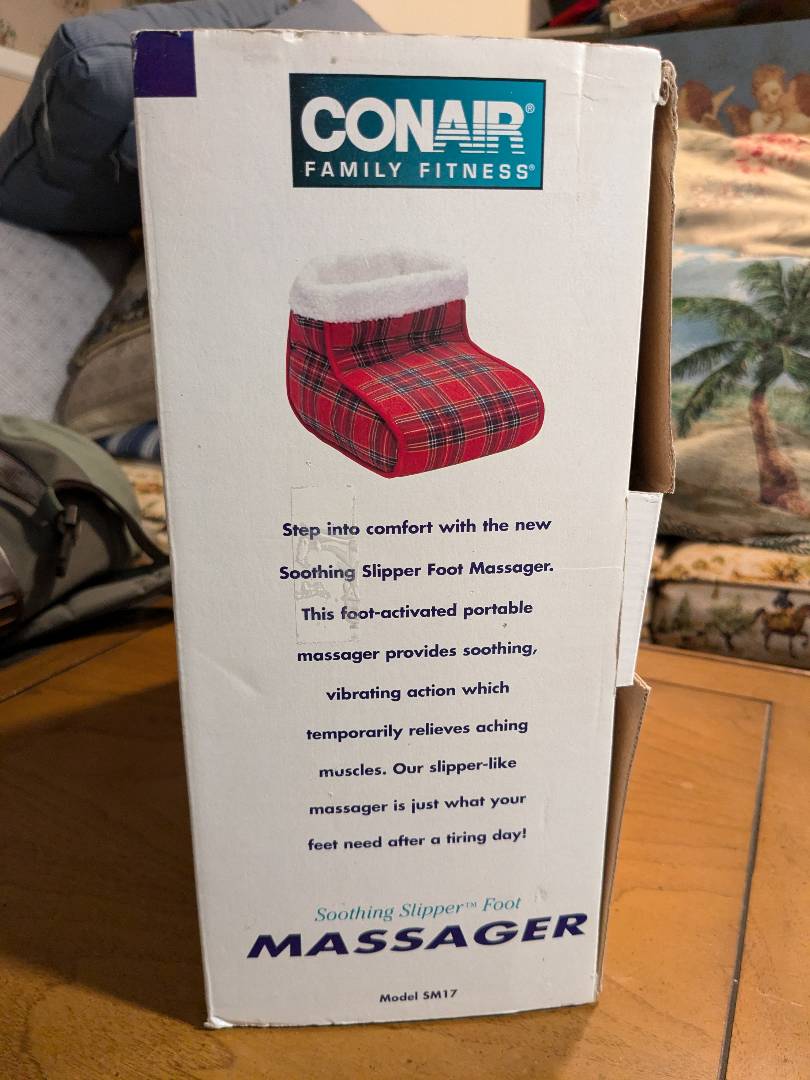 CONAIR®
FAMILY FITNESS®
Step into comfort with the new
Soothing Slipper Foot Massager.
This foot-activated portable
massager provides soothing,
vibrating action which
temporarily relieves aching
muscles. Our slipper-like
massager is just what your
feet need after a tiring day!
Soothing Slipper™ Foot
MASSAGER
Model SM17